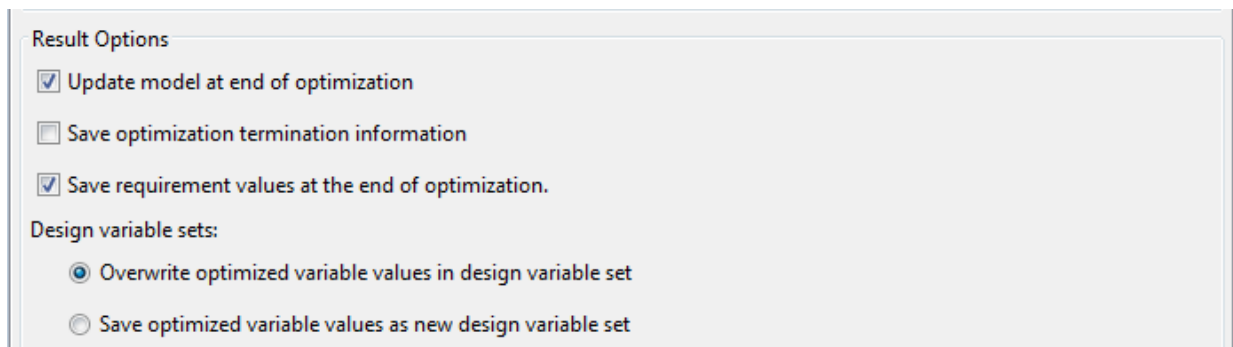 Result Options
Update model at end of optimization
Save optimization termination information
Save requirement values at the end of optimization.
Design variable sets:
Overwrite optimized variable values in design variable set
Save optimized variable values as new design variable set